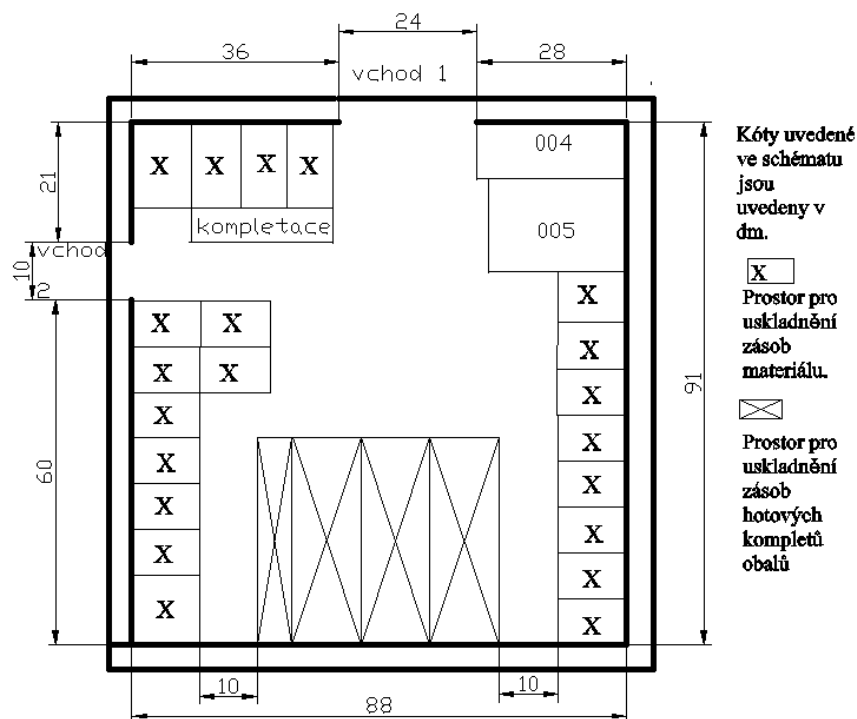 24
36
28
vchod 1
004
X X X X
21
kompletace
005
vchod
2
10
X X
X
X X
X
X
X
X
X
X
X
X
X
X
X
X
X
60
91
10
10
88
Kóty uvedené
ve schématu
jsou
uvedeny v
dm.
X
Prostor pro
uskladnění
zásob
materiálu.
Prostor pro
uskladnění
zásob
hotových
kompletů
obalů